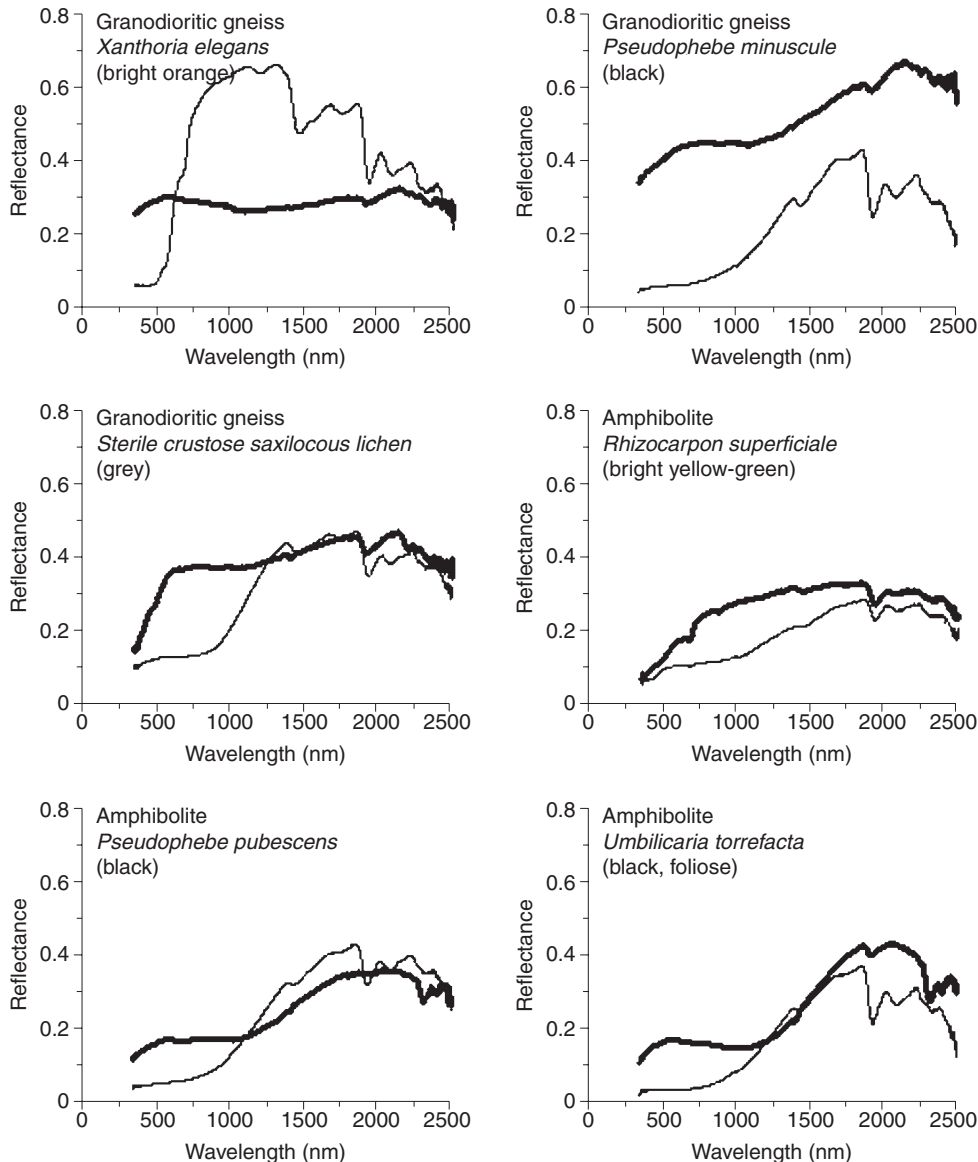 Granodioritic gneiss
Xanthoria elegans
(bright orange)
Reflectance
0.8
0.6
0.4
0.2
0
0 500 1000 1500 2000 2500
Wavelength (nm)
Granodioritic gneiss
Pseudophebe minuscule
(black)
Reflectance
0.8
0.6
0.4
0.2
0
0 500 1000 1500 2000 2500
Wavelength (nm)
Granodioritic gneiss
Sterile crustose saxilocous lichen
(grey)
Reflectance
0.8
0.6
0.4
0.2
0
0 500 1000 1500 2000 2500
Wavelength (nm)
Amphibolite
Rhizocarpon superficiale
(bright yellow-green)
Reflectance
0.8
0.6
0.4
0.2
0
0 500 1000 1500 2000 2500
Wavelength (nm)
Amphibolite
Pseudophebe pubescens
(black)
Reflectance
0.8
0.6
0.4
0.2
0
0 500 1000 1500 2000 2500
Wavelength (nm)
Amphibolite
Umbilicaria torrefacta
(black, foliose)
Reflectance
0.8
0.6
0.4
0.2
0
0 500 1000 1500 2000 2500
Wavelength (nm)